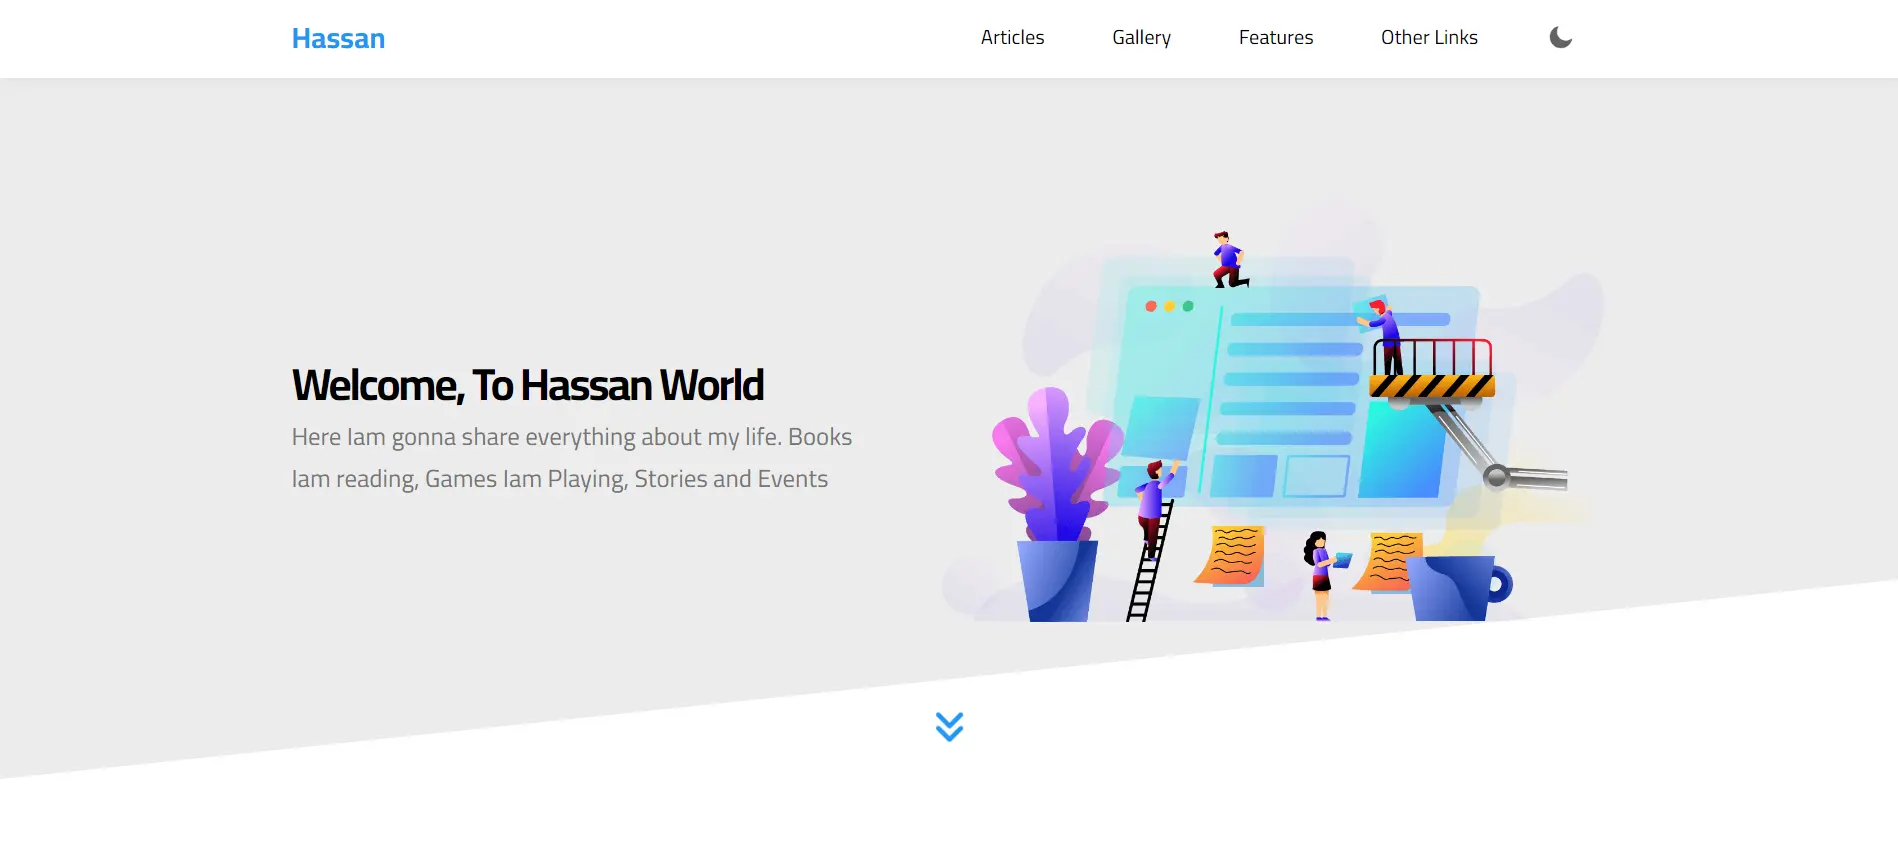 Hassan
Articles
Gallery
Features
Other Links
Welcome, To Hassan World
Here Iam gonna share everything about my life. Books
Iam reading, Games Iam Playing, Stories and Events